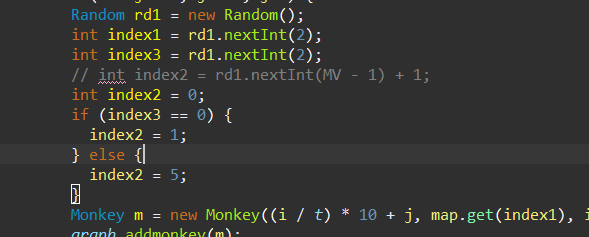 Random rd1 = new Random();
int index1 = rd1.nextInt(2);
int index3 = rd1.nextInt(2);
// int index2 = rd1.nextInt(MV - 1) + 1;
int index2 = 0;
if (index3 == 0) {
index2 = 1;
} else {
index2 = 5;
}
Monkey m = new Monkey((i / t) * 10 + j, map.get(index1), i
graph.addmonkey(m);